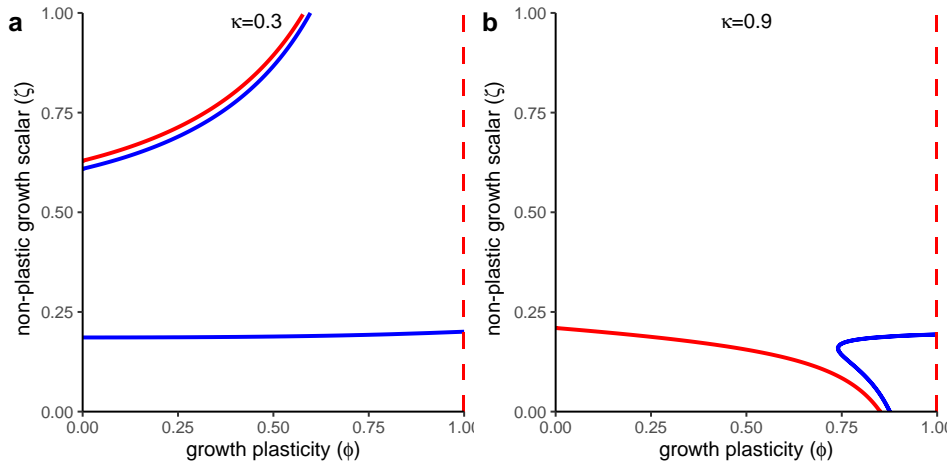 a
κ=0.3
1.00
0.75
0.50
0.25
0.00
non-plastic growth scalar (ζ)
0.00 0.25 0.50 0.75 1.00
growth plasticity (ϕ)
b
κ=0.9
1.00
0.75
0.50
0.25
0.00
non-plastic growth scalar (ζ)
0.00 0.25 0.50 0.75 1.00
growth plasticity (ϕ)